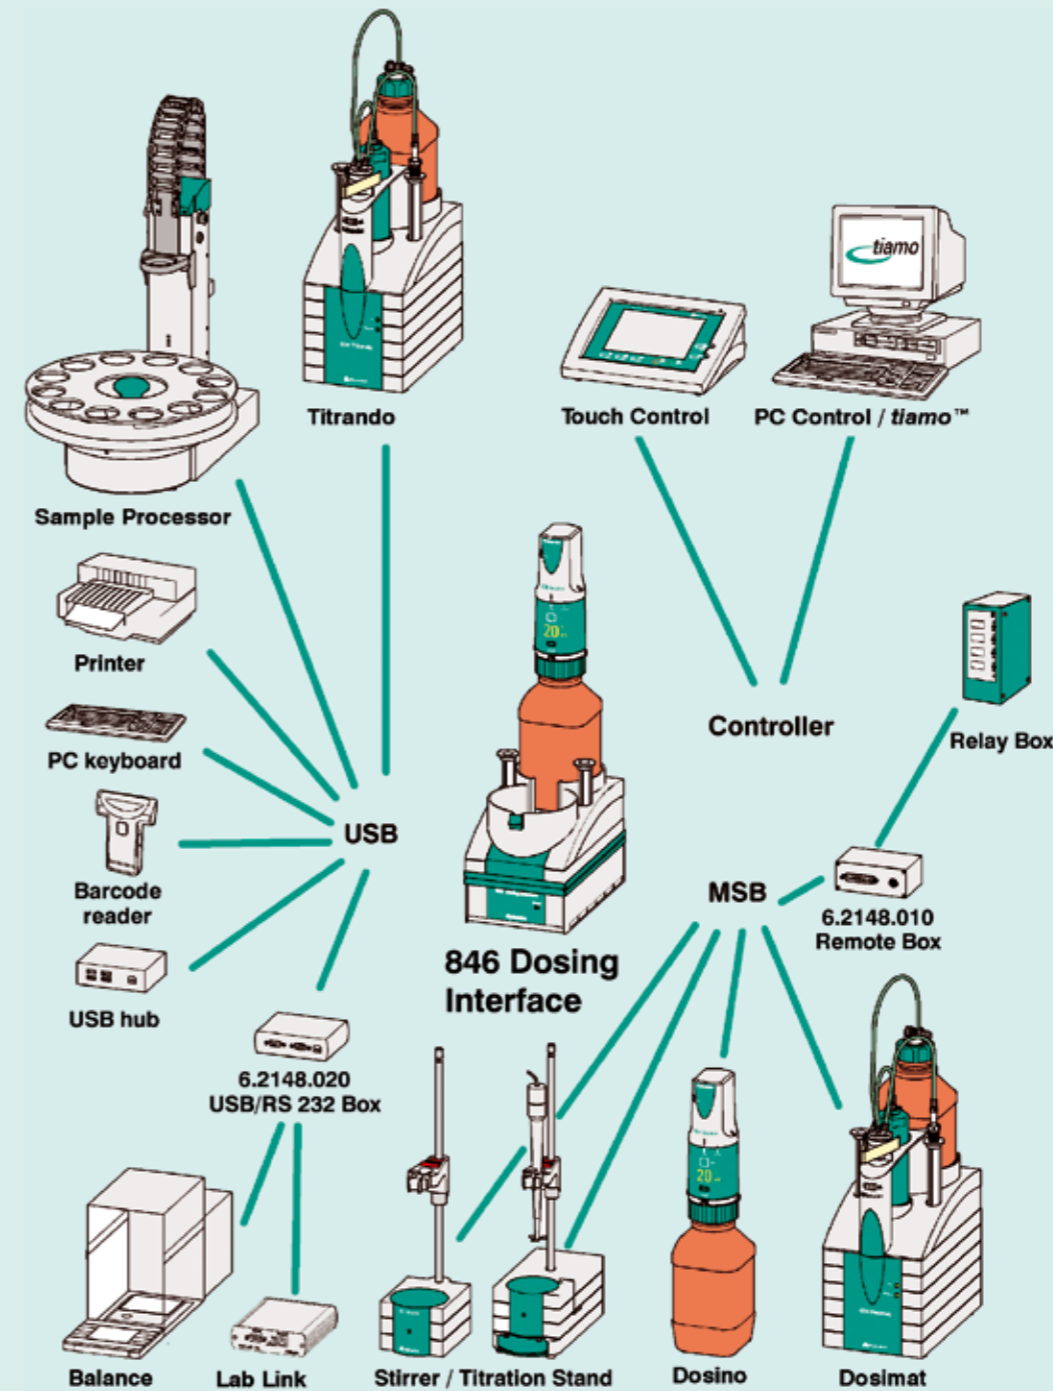 tiamo
Titrando
Touch Control
PC Control / tiamo™
Sample Processor
Printer
PC keyboard
Controller
Relay Box
20
USB
Barcode
reader
MSB
6.2148.010
Remote Box
846 Dosing
Interface
USB hub
6.2148.020
USB/RS 232 Box
20
Balance
Lab Link
Stirrer / Titration Stand
Dosino
Dosimat